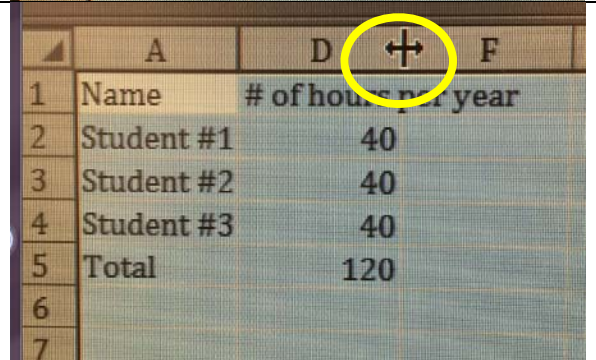 A D F
1 Name # of hours per year
2 Student #1 40
3 Student #2 40
4 Student #3 40
5 Total 120
6
7